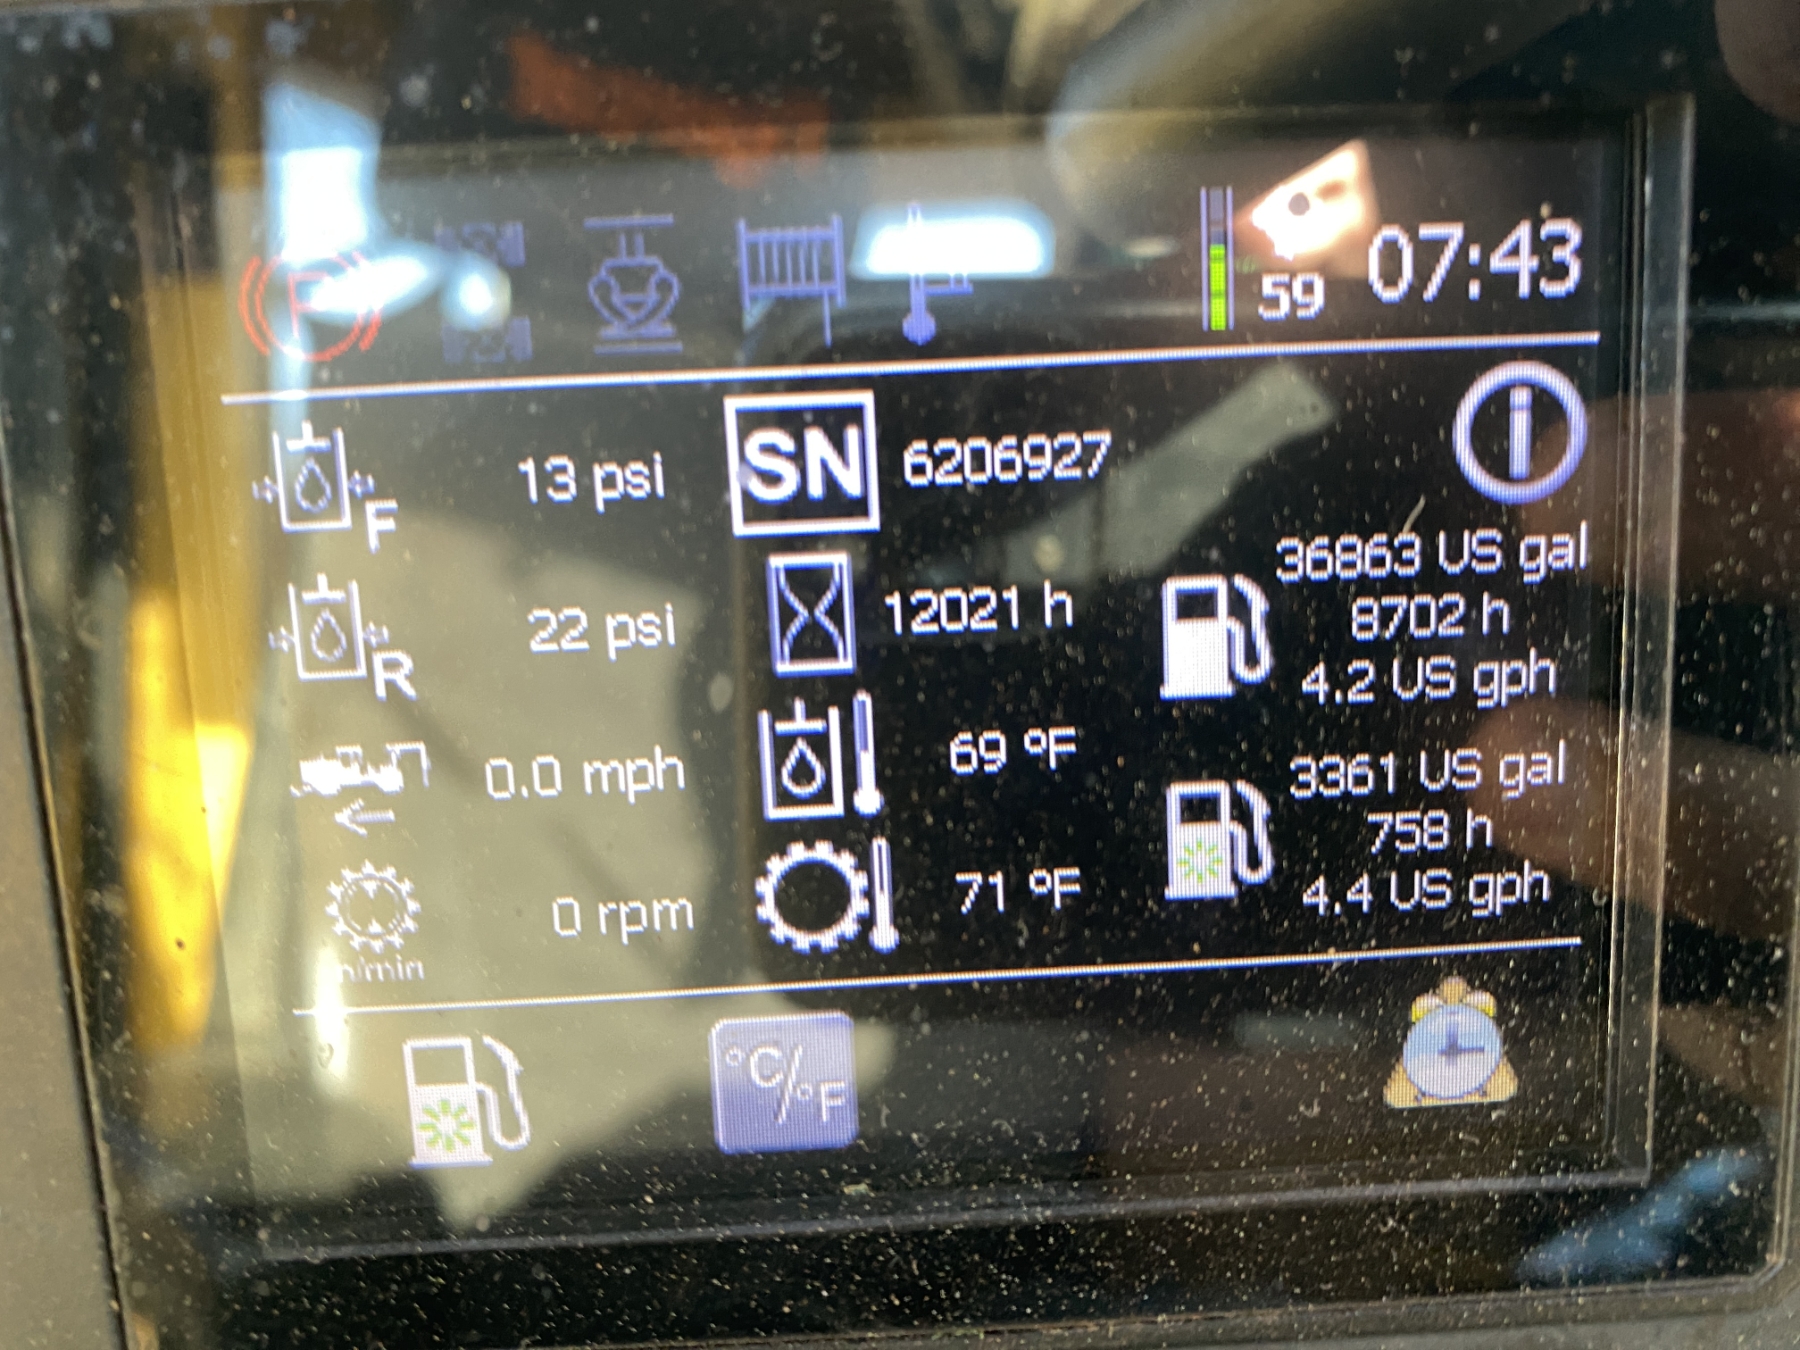 P
59
07:43
F
13 psi
SN
6206927
i
R
22 psi
12021 h
36863 US gal
8702 h
4.2 US gph
0.0 mph
69 °F
3361 US gal
758 h
4.4 US gph
0 rpm
71 °F
°C/°F